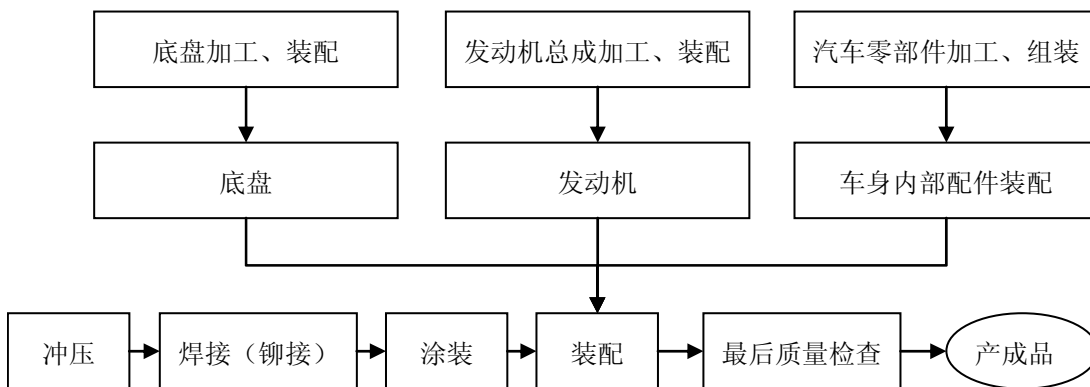 底盘加工、装配
发动机总成加工、装配
汽车零部件加工、组装
底盘
发动机
车身内部配件装配
冲压
焊接（铆接）
涂装
装配
最后质量检查
产成品